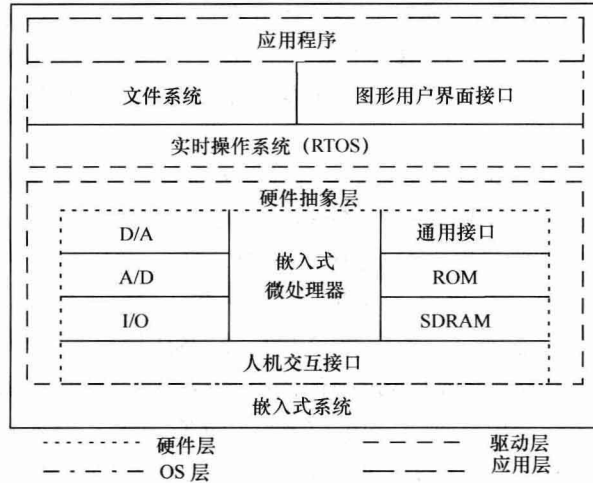 应用程序
文件系统 图形用户界面接口
实时操作系统 (RTOS)
硬件抽象层
D/A 嵌入式微处理器 通用接口
A/D ROM
I/O SDRAM
人机交互接口
嵌入式系统
硬件层 驱动层
OS 层 应用层